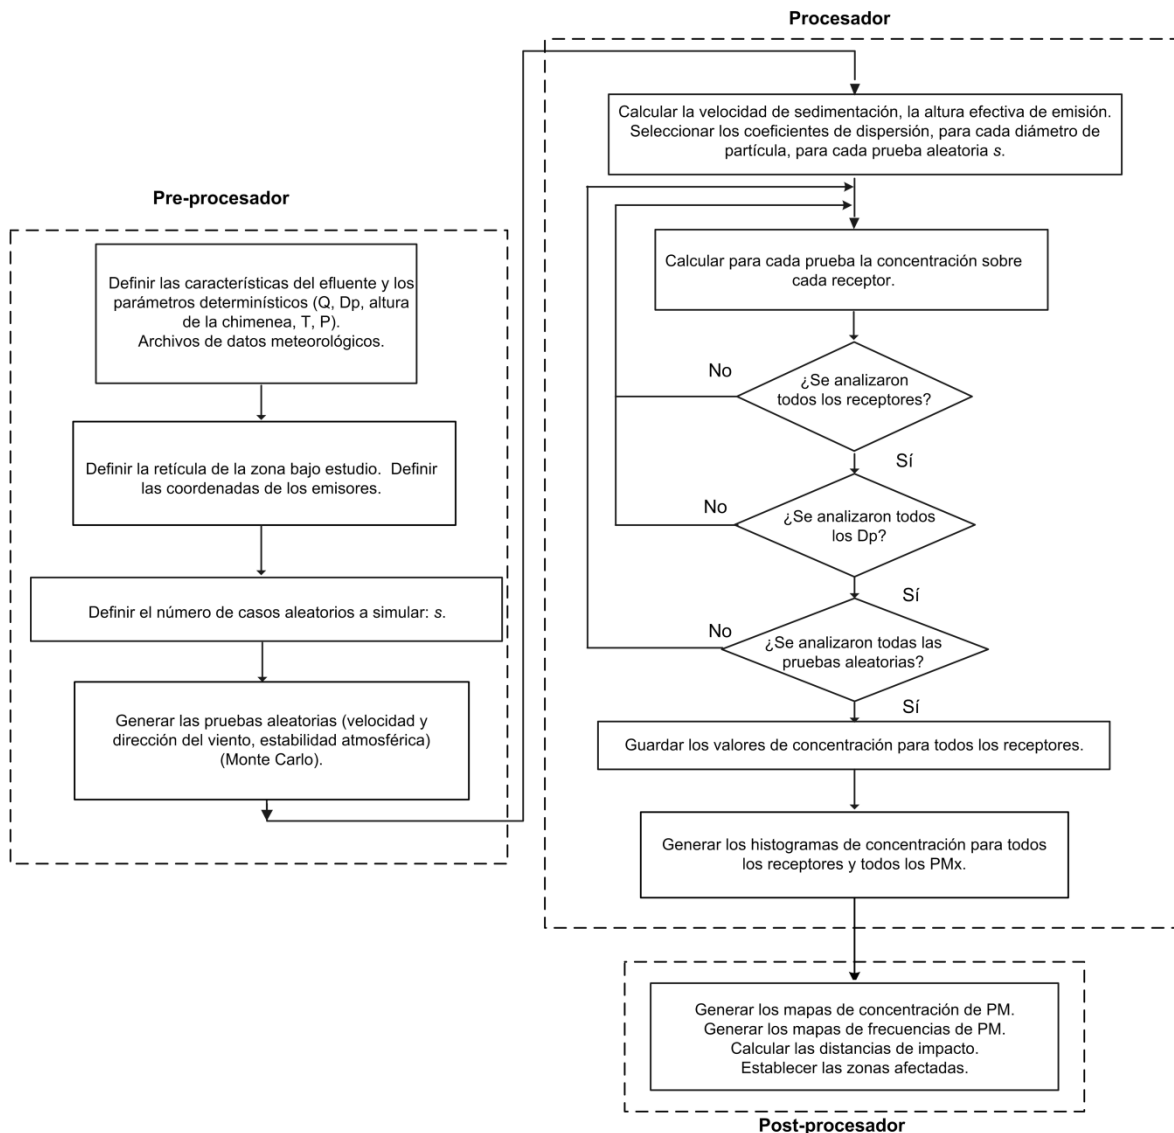 Pre-procesador
Definir las características del efluente y los
parámetros determinísticos (Q, Dp, altura
de la chimenea, T, P).
Archivos de datos meteorológicos.
Definir la retícula de la zona bajo estudio. Definir
las coordenadas de los emisores.
Definir el número de casos aleatorios a simular: s.
Generar las pruebas aleatorias (velocidad y
dirección del viento, estabilidad atmosférica)
(Monte Carlo).
Procesador
Calcular la velocidad de sedimentación, la altura efectiva de emisión.
Seleccionar los coeficientes de dispersión, para cada diámetro de
partícula, para cada prueba aleatoria s.
Calcular para cada prueba la concentración sobre
cada receptor.
No
¿Se analizaron
todos los receptores?
Sí
No
¿Se analizaron todos
los Dp?
Sí
No
¿Se analizaron todas las
pruebas aleatorias?
Sí
Guardar los valores de concentración para todos los receptores.
Generar los histogramas de concentración para todos
los receptores y todos los PMx.
Generar los mapas de concentración de PM.
Generar los mapas de frecuencias de PM.
Calcular las distancias de impacto.
Establecer las zonas afectadas.
Post-procesador